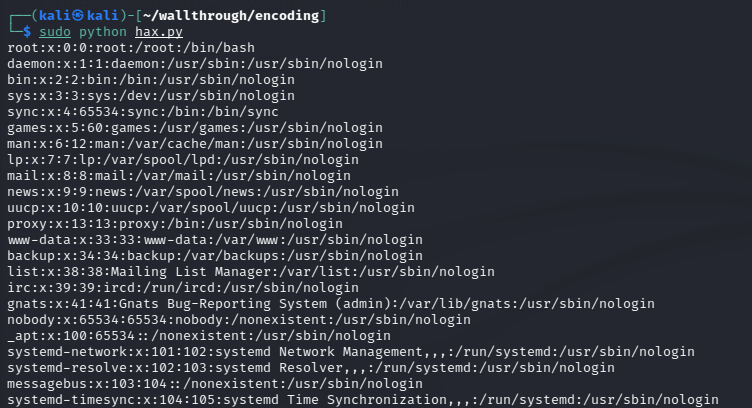 ┌──(kali㉿kali)-[~/wallthrough/encoding]
└─$ sudo python hax.py
root:x:0:0:root:/root:/bin/bash
daemon:x:1:1:daemon:/usr/sbin:/usr/sbin/nologin
bin:x:2:2:bin:/bin:/usr/sbin/nologin
sys:x:3:3:sys:/dev:/usr/sbin/nologin
sync:x:4:65534:sync:/bin:/bin/sync
games:x:5:60:games:/usr/games:/usr/sbin/nologin
man:x:6:12:man:/var/cache/man:/usr/sbin/nologin
lp:x:7:7:lp:/var/spool/lpd:/usr/sbin/nologin
mail:x:8:8:mail:/var/mail:/usr/sbin/nologin
news:x:9:9:news:/var/spool/news:/usr/sbin/nologin
uucp:x:10:10:uucp:/var/spool/uucp:/usr/sbin/nologin
proxy:x:13:13:proxy:/bin:/usr/sbin/nologin
www-data:x:33:33:www-data:/var/www:/usr/sbin/nologin
backup:x:34:34:backup:/var/backups:/usr/sbin/nologin
list:x:38:38:Mailing List Manager:/var/list:/usr/sbin/nologin
irc:x:39:39:ircd:/run/ircd:/usr/sbin/nologin
gnats:x:41:41:Gnats Bug-Reporting System (admin):/var/lib/gnats:/usr/sbin/nologin
nobody:x:65534:65534:nobody:/nonexistent:/usr/sbin/nologin
_apt:x:100:65534::/nonexistent:/usr/sbin/nologin
systemd-network:x:101:102:systemd Network Management,,,:/run/systemd:/usr/sbin/nologin
systemd-resolve:x:102:103:systemd Resolver,,,:/run/systemd:/usr/sbin/nologin
messagebus:x:103:104::/nonexistent:/usr/sbin/nologin
systemd-timesync:x:104:105:systemd Time Synchronization,,,:/run/systemd:/usr/sbin/nologin